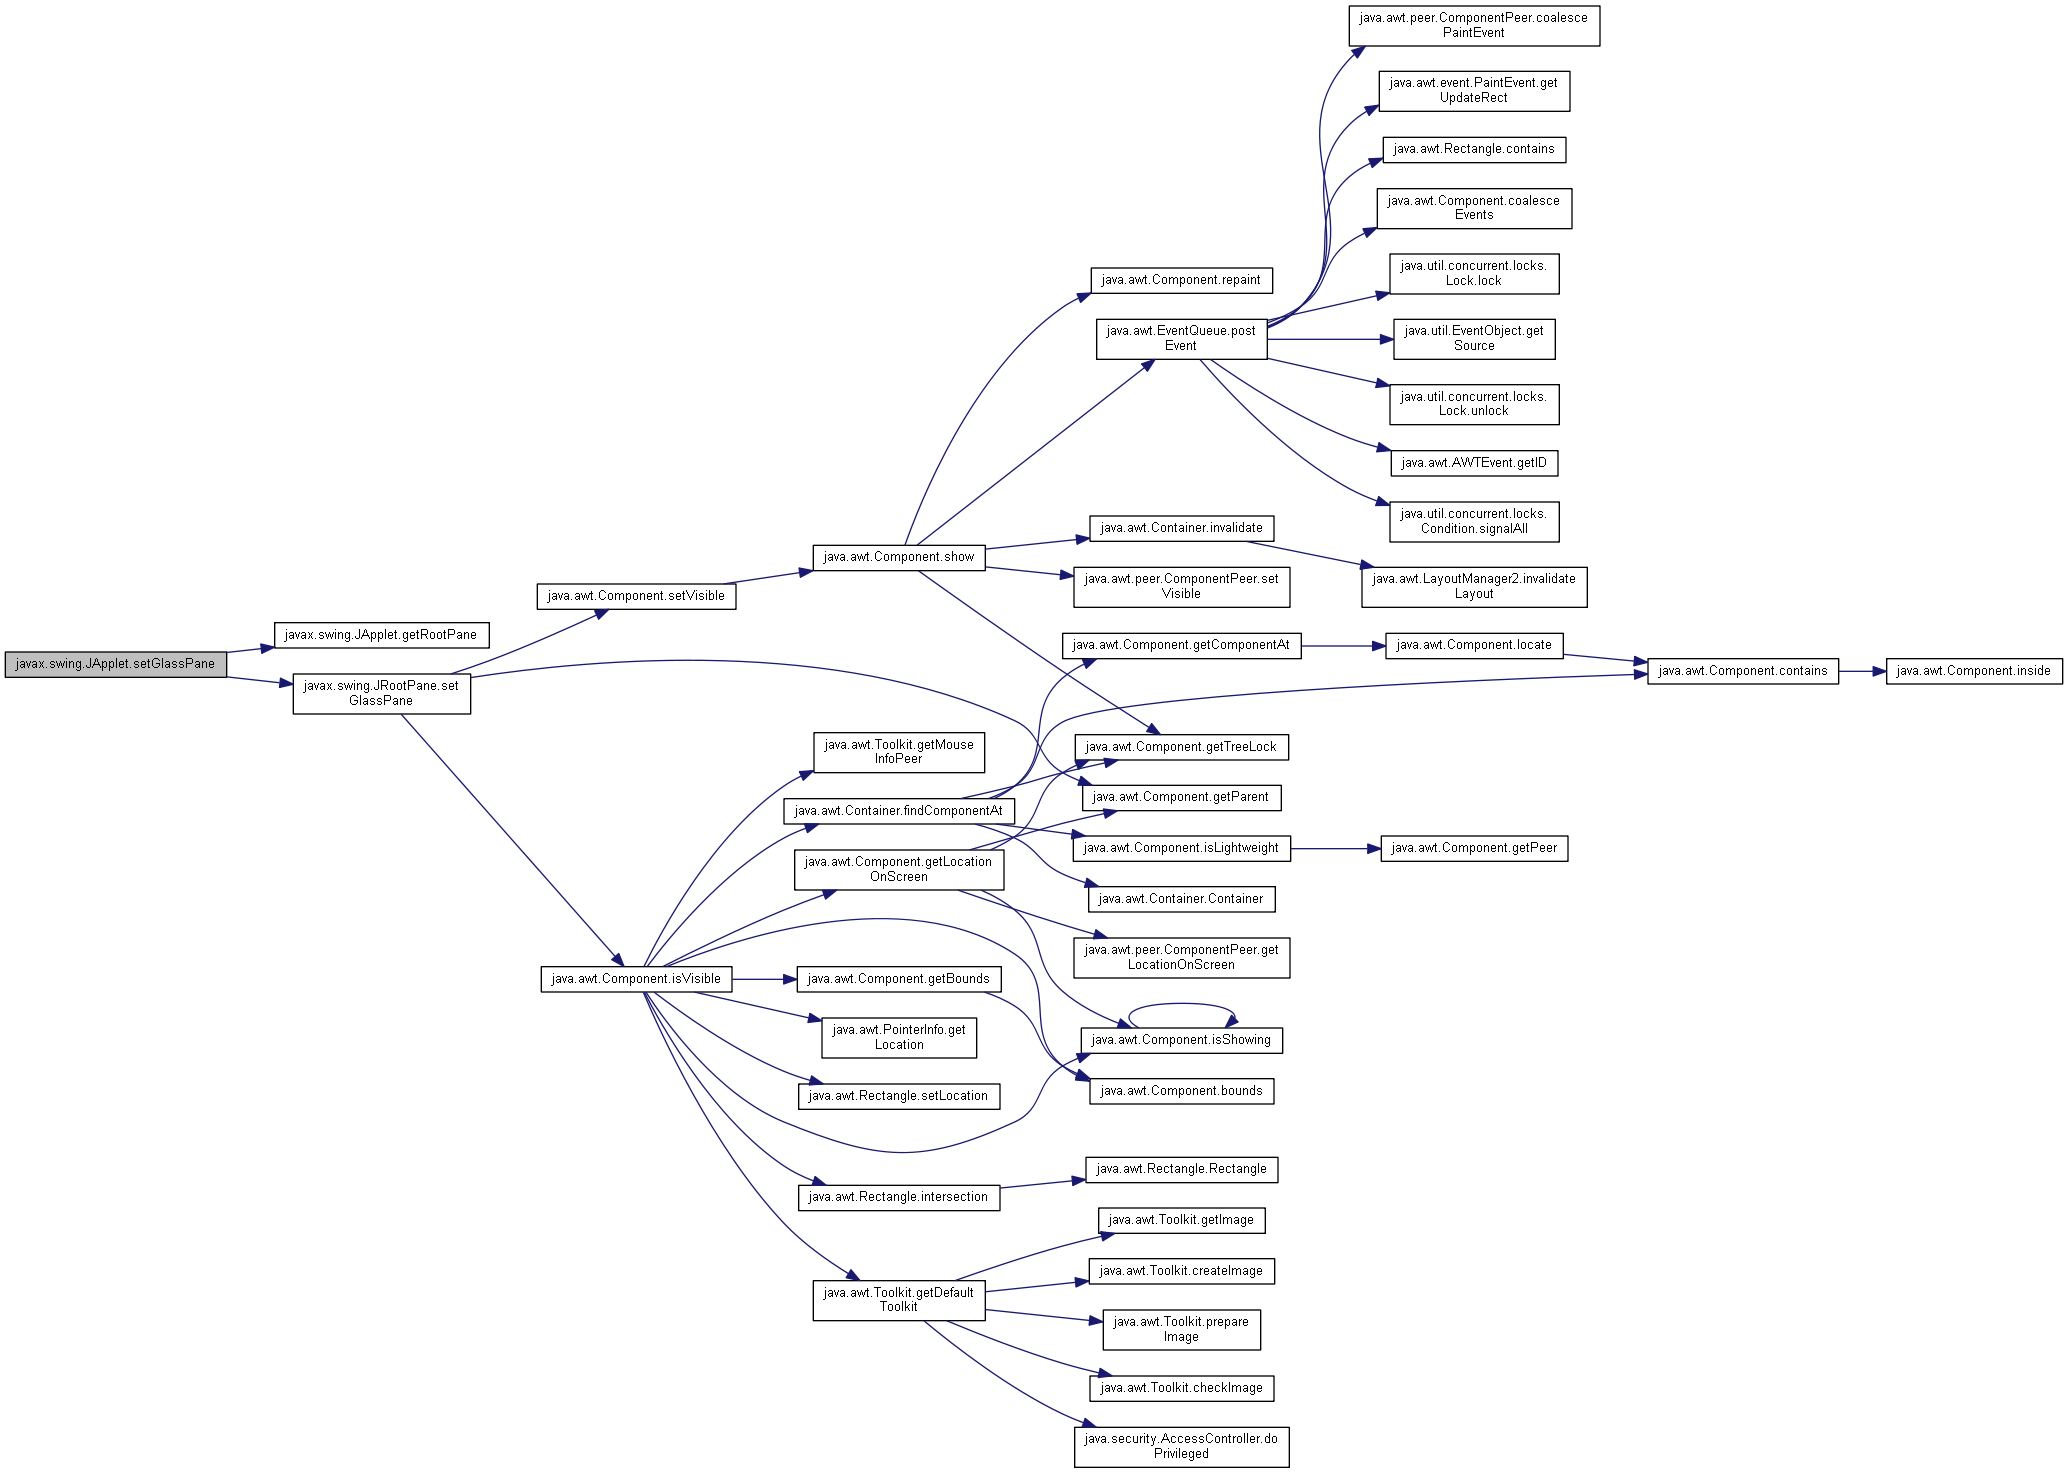 java.awt.peer.ComponentPeer.coalesce
PaintEvent
java.awt.event.PaintEvent.get
UpdateRect
java.awt.Rectangle.contains
java.awt.Component.coalesce
Events
java.util.concurrent.locks.
Lock.lock
java.awt.Component.repaint
java.awt.EventQueue.post
Event
java.util.EventObject.get
Source
java.util.concurrent.locks.
Lock.unlock
java.awt.AWTEvent.getID
java.util.concurrent.locks.
Condition.signalAll
java.awt.Container.invalidate
java.awt.Component.show
java.awt.peer.ComponentPeer.set
Visible
java.awt.LayoutManager2.invalidate
Layout
java.awt.Component.setVisible
javax.swing.JApplet.getRootPane
javax.swing.JApplet.setGlassPane
javax.swing.JRootPane.set
GlassPane
java.awt.Component.getComponentAt
java.awt.Component.locate
java.awt.Component.contains
java.awt.Component.inside
java.awt.Toolkit.getMouse
InfoPeer
java.awt.Component.getTreeLock
java.awt.Component.getParent
java.awt.Container.findComponentAt
java.awt.Component.isLightweight
java.awt.Component.getPeer
java.awt.Component.getLocation
OnScreen
java.awt.Container.Container
java.awt.peer.ComponentPeer.get
LocationOnScreen
java.awt.Component.isVisible
java.awt.Component.getBounds
java.awt.PointerInfo.get
Location
java.awt.Component.isShowing
java.awt.Rectangle.setLocation
java.awt.Component.bounds
java.awt.Rectangle.intersection
java.awt.Rectangle.Rectangle
java.awt.Toolkit.getImage
java.awt.Toolkit.createImage
java.awt.Toolkit.getDefault
Toolkit
java.awt.Toolkit.prepare
Image
java.awt.Toolkit.checkImage
java.security.AccessController.do
Privileged